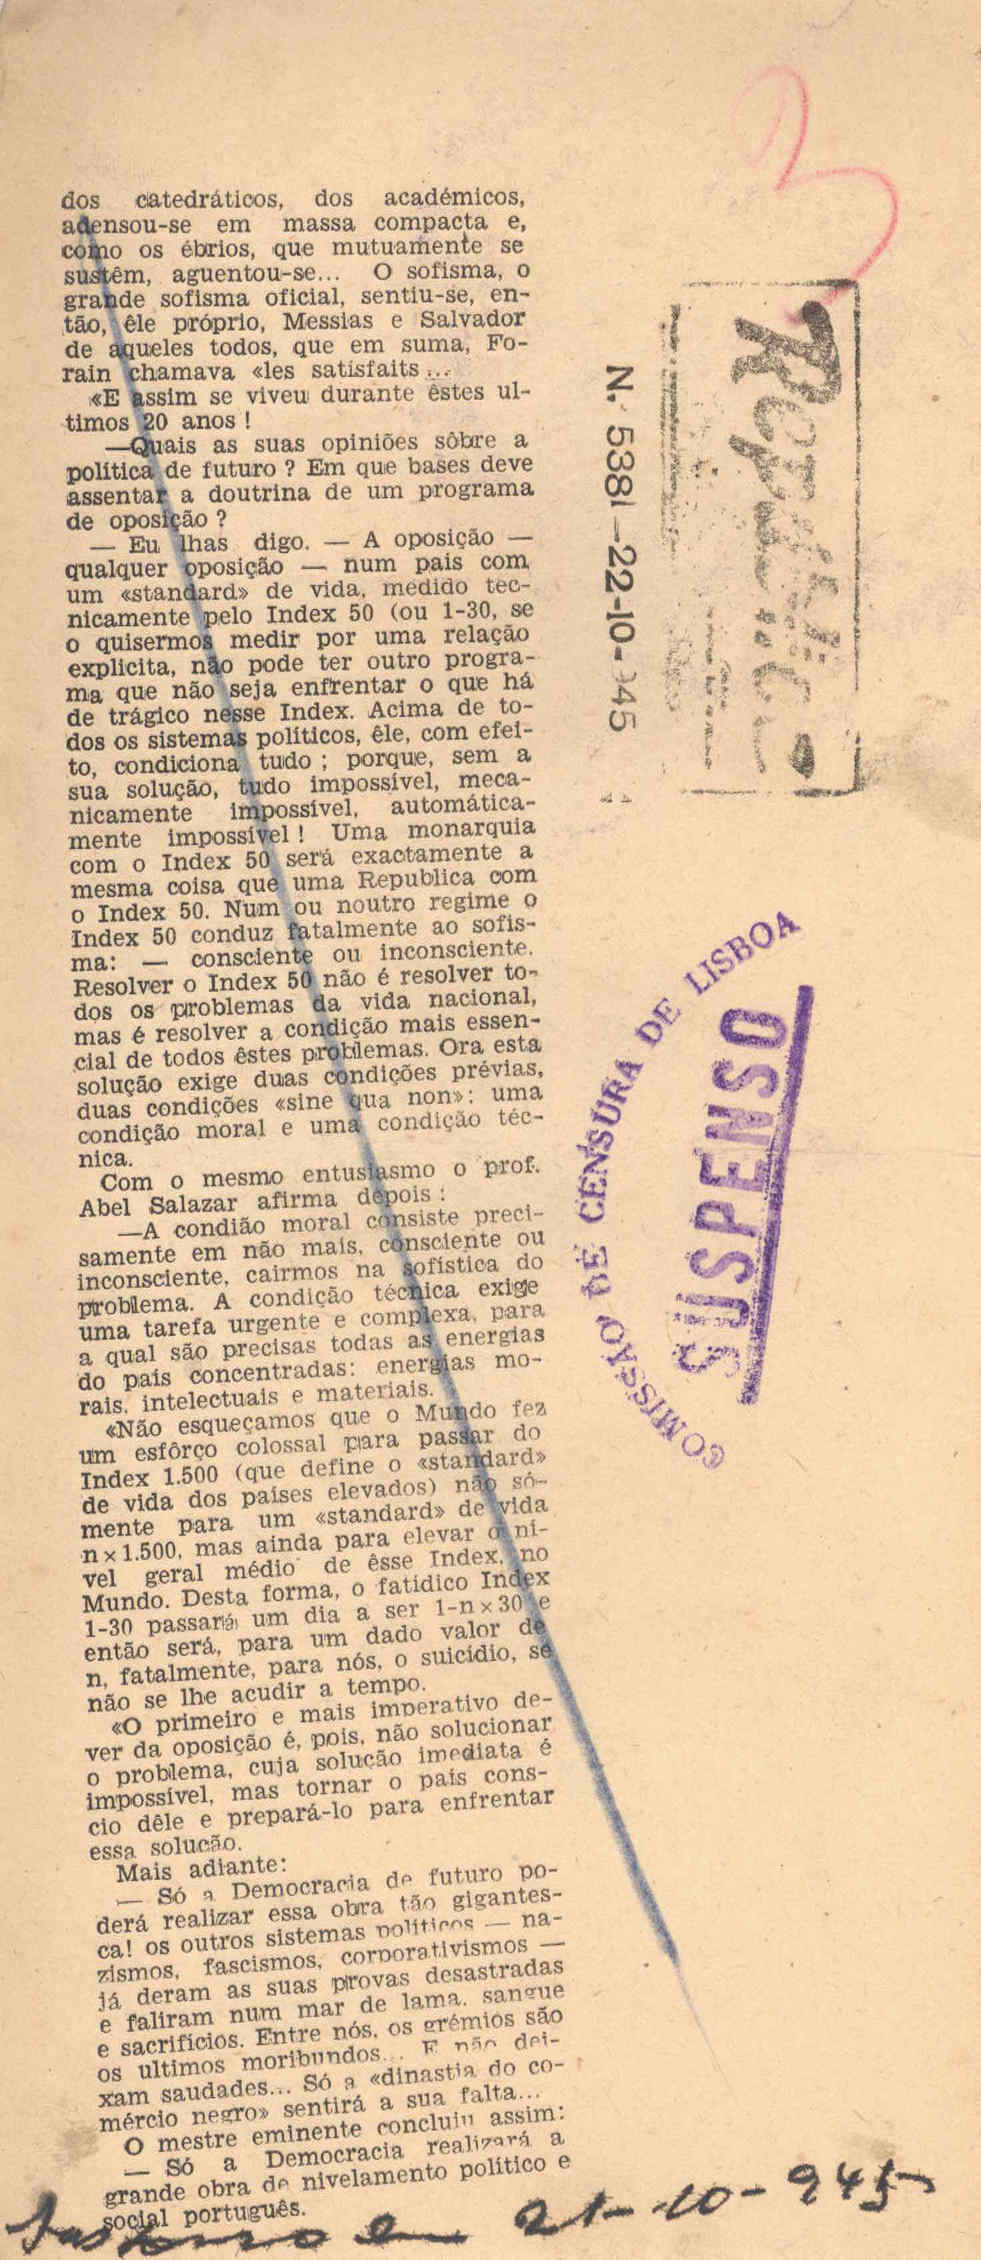 dos catedráticos, dos académicos,
adensou-se em massa compacta e,
como os ébrios, que mutuamente se
sustêm, aguentou-se... O sofisma, o
grande sofisma oficial, sentiu-se, en-
tão, êle próprio, Messias e Salvador
de aqueles todos, que em suma, Fo-
rain chamava «les satisfaits...
«E assim se viveu durante êstes ul-
timos 20 anos!
—Quais as suas opiniões sôbre a
politica de futuro? Em que bases deve
assentar a doutrina de um programa
de oposição?
— Eu lhas digo. — A oposição —
qualquer oposição — num pais com
um «standard» de vida, medido tec-
nicamente pelo Index 50 (ou 1-30, se
o quisermos medir por uma relação
explicita, não pode ter outro progra-
ma que não seja enfrentar o que há
de trágico nesse Index. Acima de to-
dos os sistemas politicos, êle, com efei-
to, condiciona tudo; porque, sem a
sua solução, tudo impossível, meca-
nicamente impossível, automática-
mente impossível! Uma monarquia
com o Index 50 será exactamente a
mesma coisa que uma Republica com
o Index 50. Num ou noutro regime o
Index 50 conduz fatalmente ao sofis-
ma: — consciente ou inconsciente.
Resolver o Index 50 não é resolver to-
dos os problemas da vida nacional,
mas é resolver a condição mais essen-
cial de todos êstes problemas. Ora esta
solução exige duas condições prévias,
duas condições «sine qua non»: uma
condição moral e uma condição téc-
nica.
Com o mesmo entusiasmo o prof.
Abel Salazar afirma depois:
—A condião moral consiste preci-
samente em não mais, consciente ou
inconsciente, cairmos na sofística do
problema. A condição técnica exige
uma tarefa urgente e complexa, para
a qual são precisas todas as energias
do país concentradas: energias mo-
rais, intelectuais e materiais.
«Não esqueçamos que o Mundo fez
um esfôrço colossal para passar do
Index 1.500 (que define o «standard»
de vida dos países elevados) não só-
mente para um «standard» de vida
n×1.500, mas ainda para elevar o ní-
vel geral médio de êsse Index, no
Mundo. Desta forma, o fatídico Index
1-30 passará um dia a ser 1-n×30 e
então será, para um dado valor de
n, fatalmente, para nós, o suicídio, se
não se lhe acudir a tempo.
«O primeiro e mais imperativo de-
ver da oposição é, pois, não solucionar
o problema, cuja solução imediata é
impossível, mas tornar o país cons-
cio dêle e prepará-lo para enfrentar
essa solução.
Mais adiante:
— Só a Democracia de futuro po-
derá realizar essa obra tão gigantes-
ca! os outros sistemas políticos — na-
zismos, fascismos, corporativismos —
já deram as suas provas desastradas
e faliram num mar de lama, sangue
e sacrifícios. Entre nós, os grémios são
os ultimos moribundos... E não dei-
xam saudades... Só a «dinastia do co-
mércio negro» sentirá a sua falta...
O mestre eminente concluiu assim:
— Só a Democracia realizará a
grande obra de nivelamento político e
social português.
3
Republica
N. 5381-22-10-945
COMISSÃO DE CENSURA DE LISBOA
SUSPENSO
21-10-945